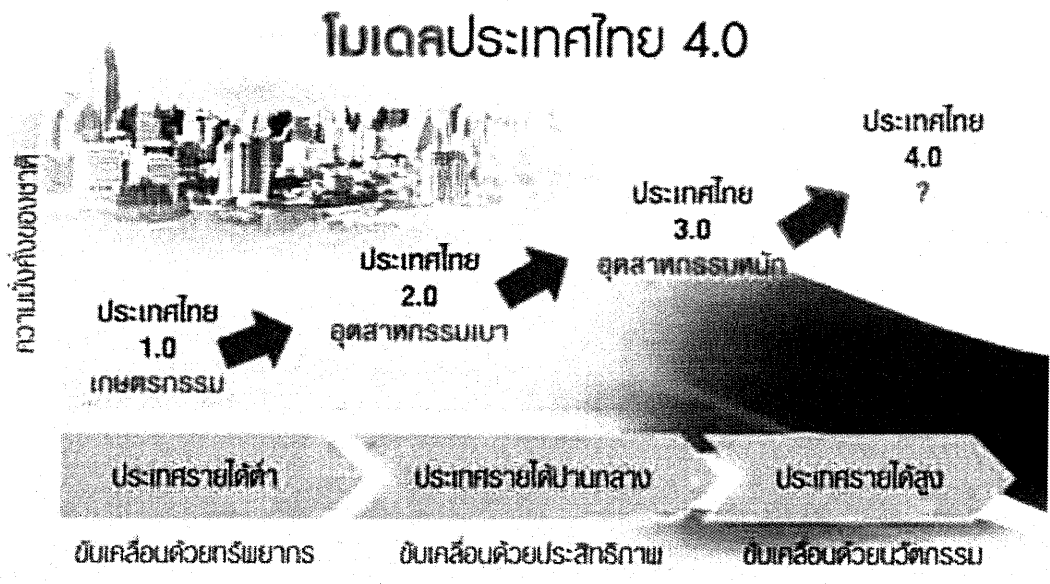 โมเดลประเทศไทย 4.0
ความมั่งคั่งของชาติ
ประเทศไทย
1.0
เกษตรกรรม
ประเทศไทย
2.0
อุตสาหกรรมเบา
ประเทศไทย
3.0
อุตสาหกรรมหนัก
ประเทศไทย
4.0
?
ประเทศรายได้ต่ำ
ประเทศรายได้ปานกลาง
ประเทศรายได้สูง
ขับเคลื่อนด้วยทรัพยากร
ขับเคลื่อนด้วยประสิทธิภาพ
ขับเคลื่อนด้วยนวัตกรรม